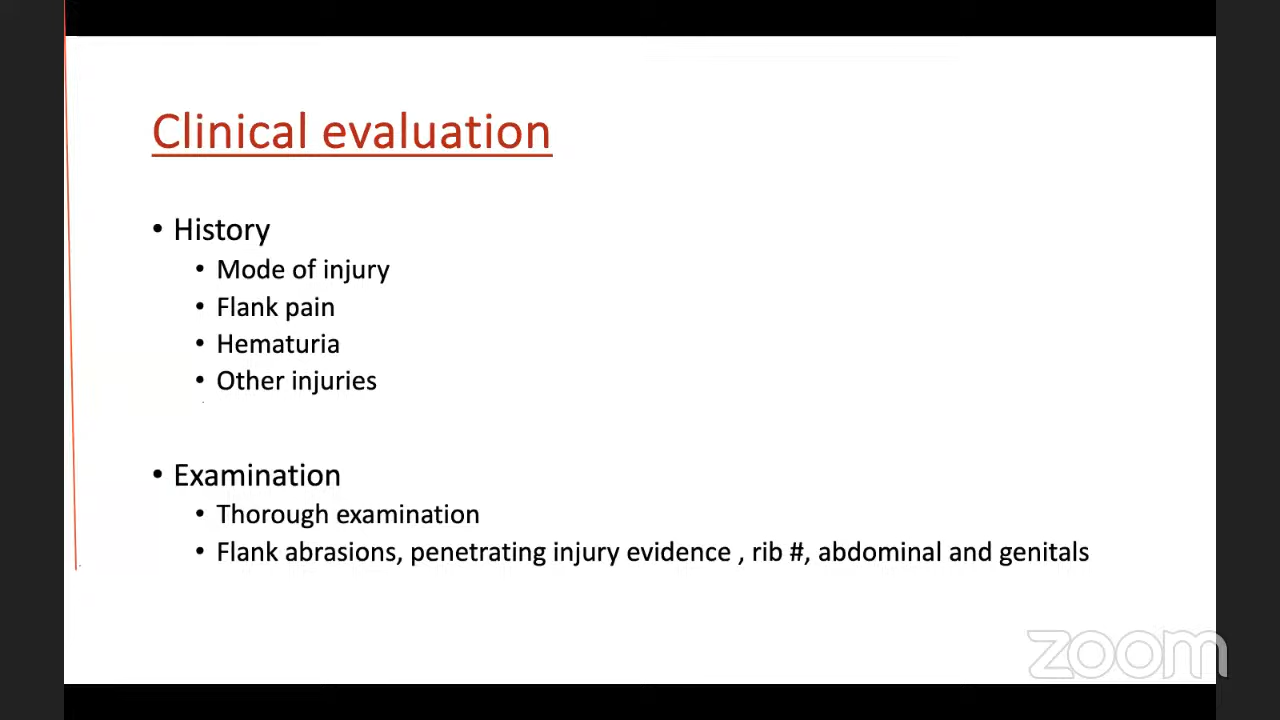 Clinical evaluation
• History
• Mode of injury
• Flank pain
• Hematuria
• Other injuries
• Examination
• Thorough examination
• Flank abrasions, penetrating injury evidence , rib #, abdominal and genitals
zoom